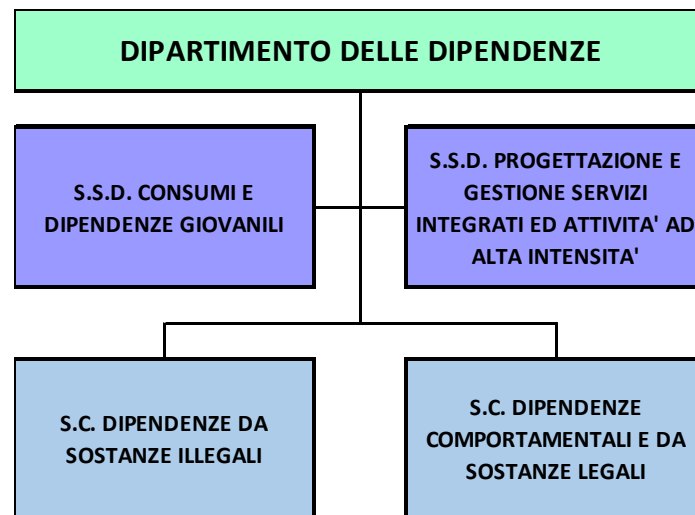 DIPARTIMENTO DELLE DIPENDENZE
S.S.D. CONSUMI E
DIPENDENZE GIOVANILI
S.S.D. PROGETTAZIONE E
GESTIONE SERVIZI
INTEGRATI ED ATTIVITA' AD
ALTA INTENSITA'
S.C. DIPENDENZE DA
SOSTANZE ILLEGALI
S.C. DIPENDENZE
COMPORTAMENTALI E DA
SOSTANZE LEGALI